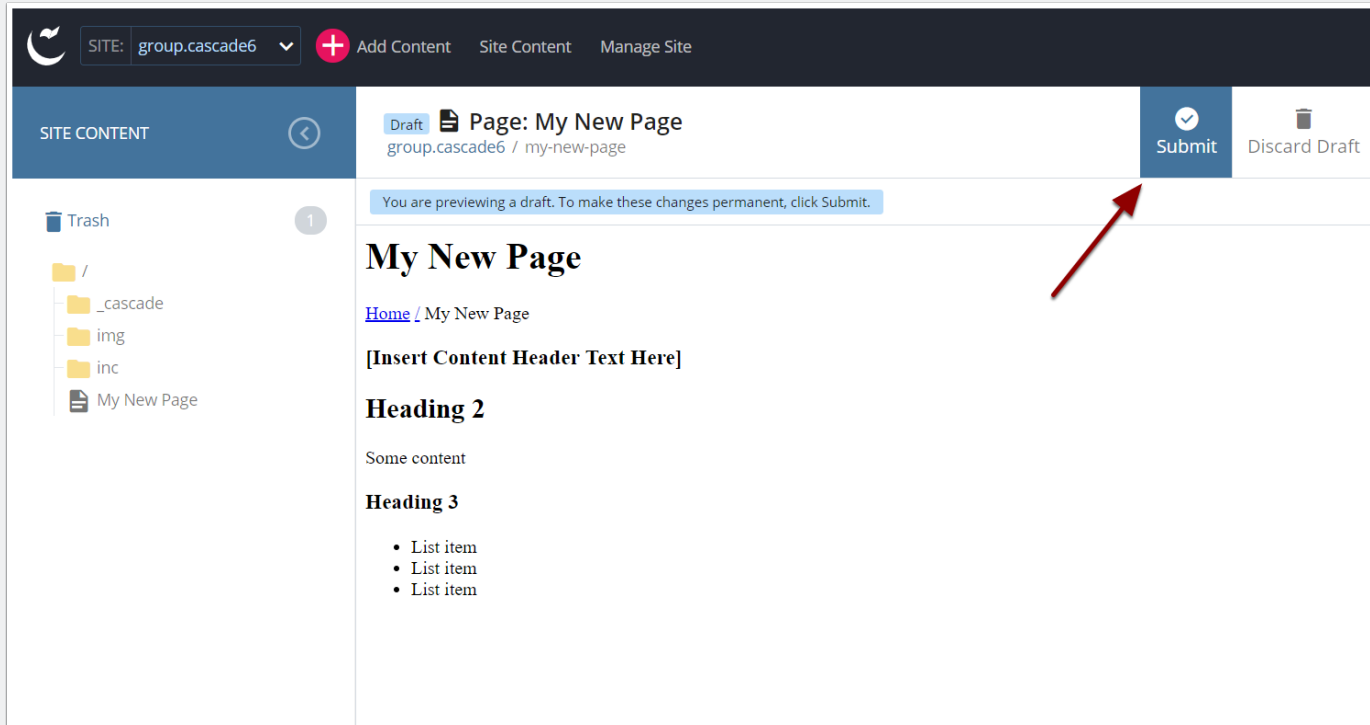 SITE: group.cascade6 Add Content Site Content Manage Site
SITE CONTENT
Draft Page: My New Page
group.cascade6 / my-new-page
Submit
Discard Draft
Trash 1
/
_cascade
img
inc
My New Page
You are previewing a draft. To make these changes permanent, click Submit.
My New Page
Home / My New Page
[Insert Content Header Text Here]
Heading 2
Some content
Heading 3
• List item
• List item
• List item